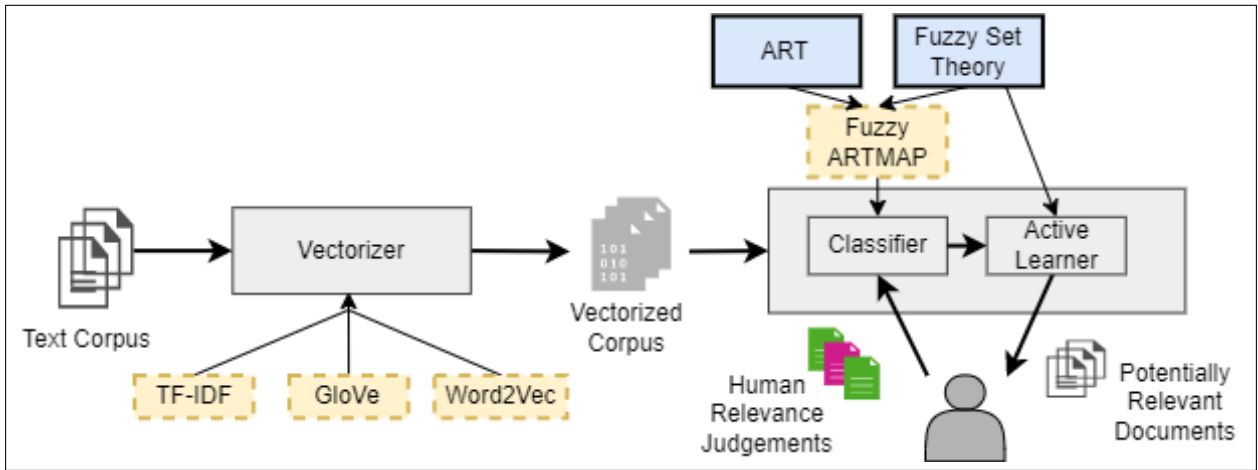 ART
Fuzzy Set
Theory
Fuzzy
ARTMAP
Vectorizer
101
010
101
Classifier
Active
Learner
Text Corpus
Vectorized
Corpus
TF-IDF
GloVe
Word2Vec
Human
Relevance
Judgements
Potentially
Relevant
Documents